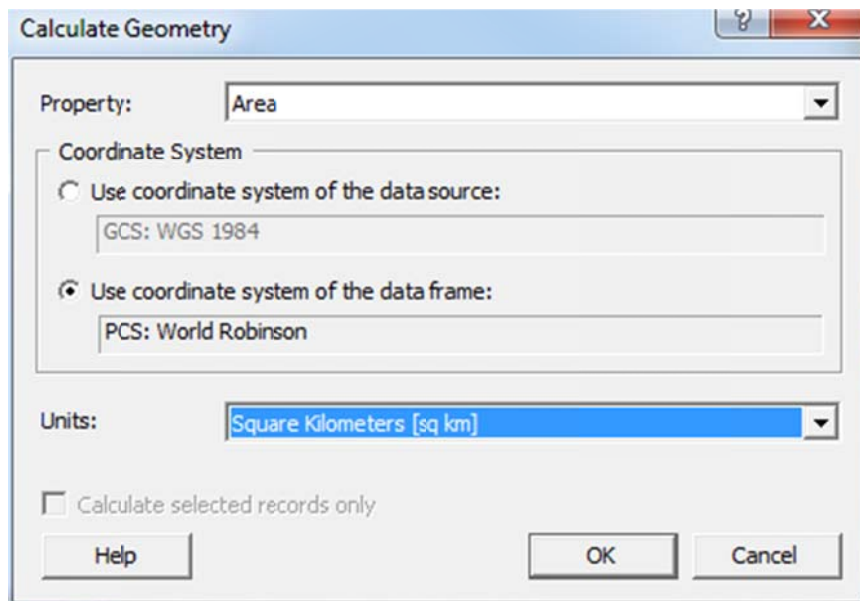 Calculate Geometry
?
X
Property:
Area
Coordinate System
Use coordinate system of the data source:
GCS: WGS 1984
Use coordinate system of the data frame:
PCS: World Robinson
Units:
Square Kilometers [sq km]
Calculate selected records only
Help
OK
Cancel